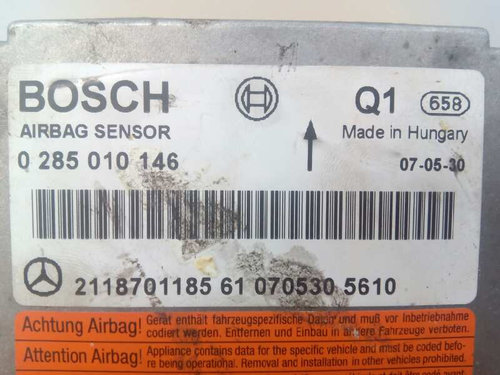 BOSCH Q1 658
AIRBAG SENSOR Made in Hungary
0 285 010 146 07-05-30
2118701185 61 070530 5610
Achtung Airbag! Gerät enthält fahrzeugspezifische Daten und muß vor Inbetriebnahme
codiert werden. Entfernen und Einbau in andere Fahrzeuge verboten.
Attention Airbag! Appliance contains data for the specific vehicle and must be coded befo-
re being operational. Removal and installation in other vehicles prohibited.